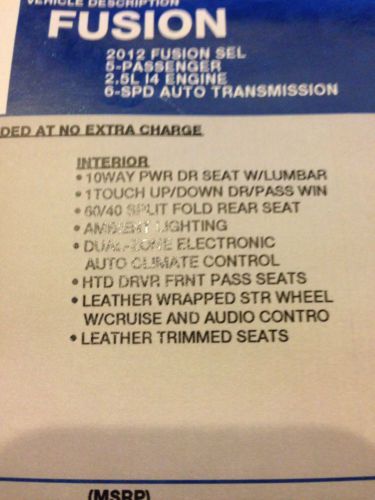 VEHICLE DESCRIPTION
FUSION
2012 FUSION SEL
5-PASSENGER
2.5L I4 ENGINE
6-SPD AUTO TRANSMISSION
DED AT NO EXTRA CHARGE
INTERIOR
• 10WAY PWR DR SEAT W/LUMBAR
• 1TOUCH UP/DOWN DR/PASS WIN
• 60/40 SPLIT FOLD REAR SEAT
• AMBIENT LIGHTING
• DUAL-ZONE ELECTRONIC
AUTO CLIMATE CONTROL
• HTD DRVR FRNT PASS SEATS
• LEATHER WRAPPED STR WHEEL
W/CRUISE AND AUDIO CONTRO
• LEATHER TRIMMED SEATS
(MSRP)